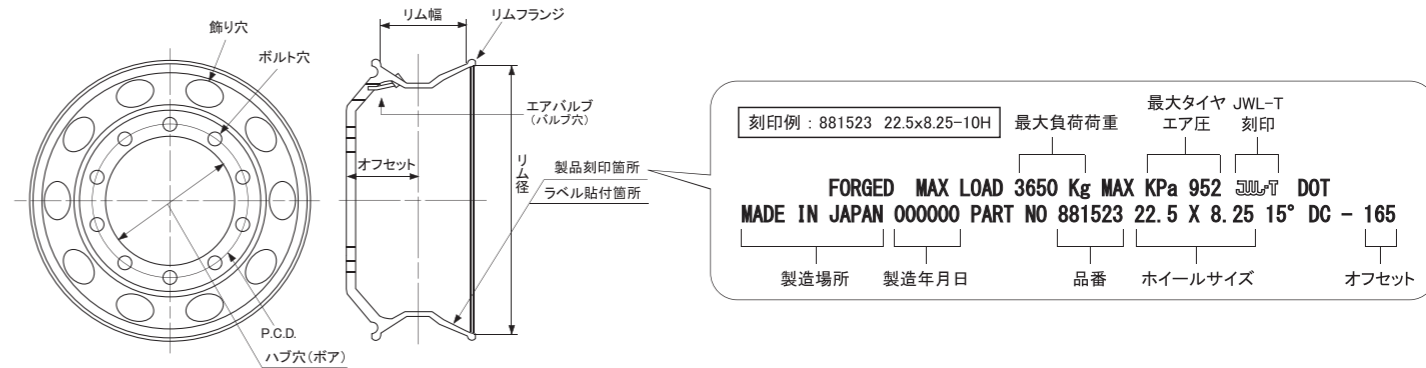 飾り穴
ボルト穴
P.C.D.
ハブ穴(ボア)
リム幅
リムフランジ
エアバルブ
(バルブ穴)
オフセット
リム径
製品刻印箇所
ラベル貼付箇所
刻印例：881523 22.5x8.25-10H
最大負荷荷重
最大タイヤ
エア圧
JWL-T
刻印
FORGED MAX LOAD 3650 Kg MAX KPa 952 JWL-T DOT
MADE IN JAPAN 000000 PART NO 881523 22.5 X 8.25 15° DC - 165
製造場所
製造年月日
品番
ホイールサイズ
オフセット